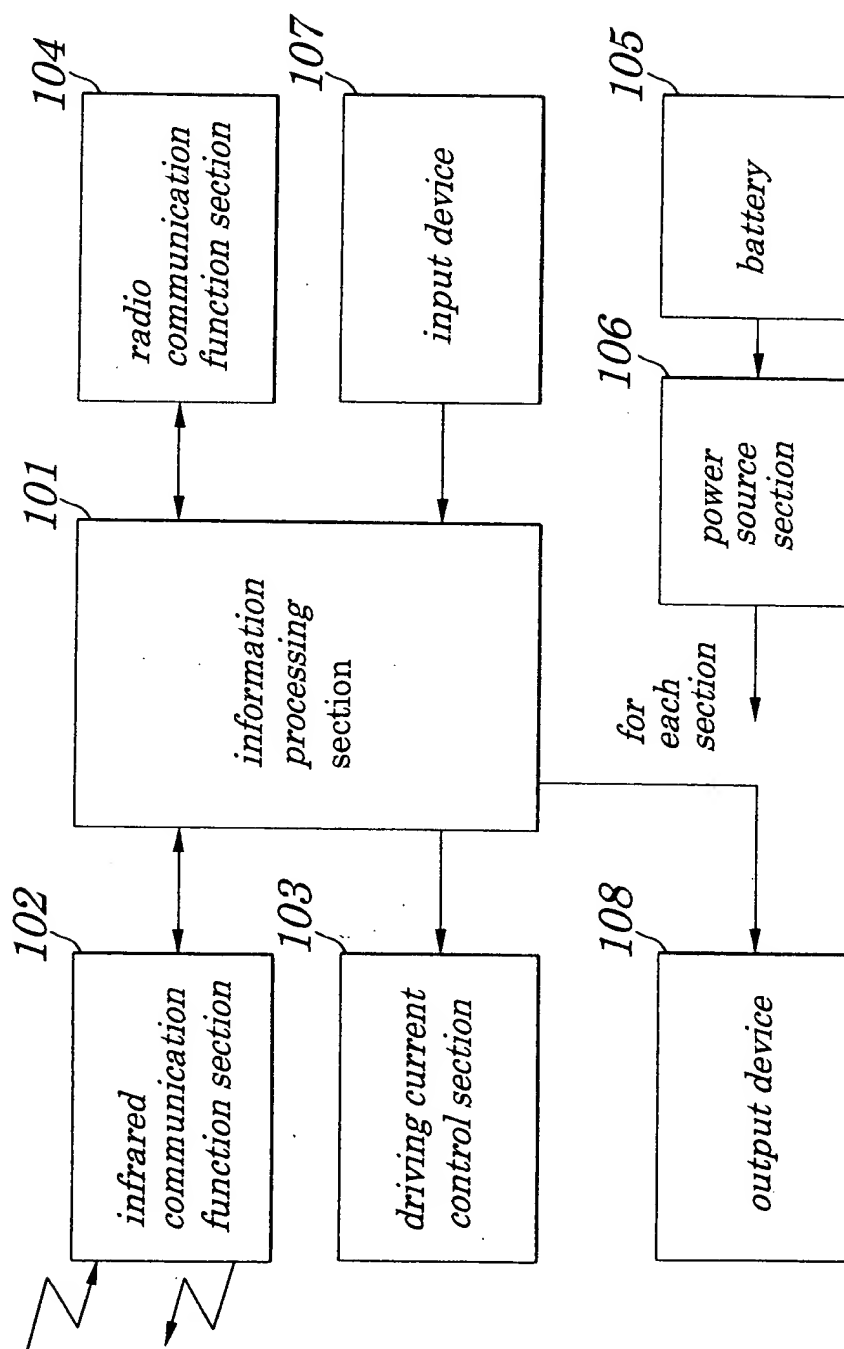 102
infrared
communication
function section
101
information
processing
section
104
radio
communication
function section
103
driving current
control section
107
input device
108
output device
for
each
section
106
power
source
section
105
battery